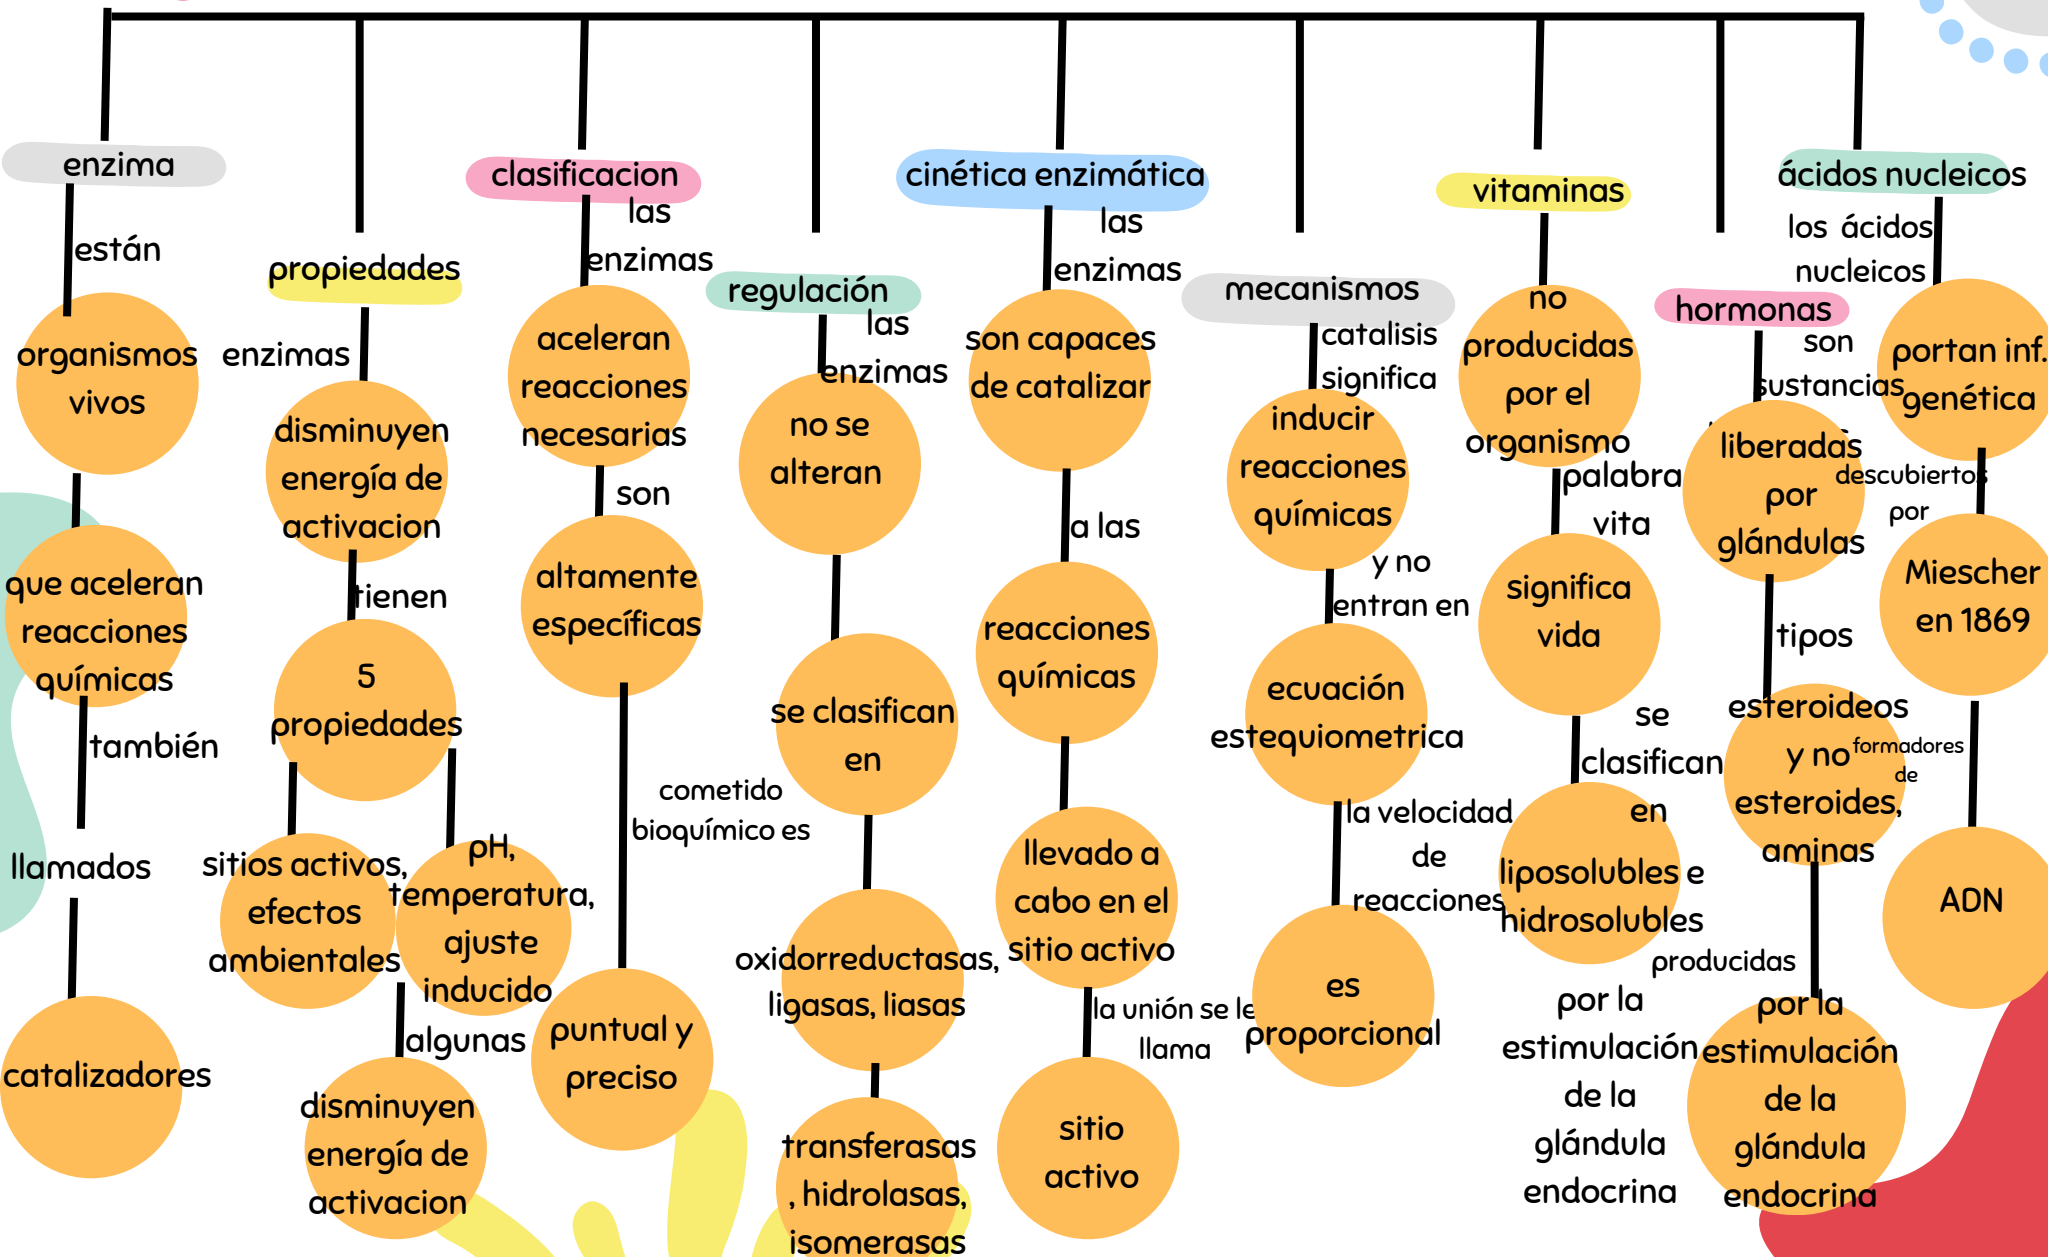 enzima
están
organismos
vivos
que aceleran
reacciones
químicas
también
llamados
catalizadores
propiedades
enzimas
disminuyen
energía de
activacion
tienen
5
propiedades
sitios activos,
efectos
ambientales
pH,
temperatura,
ajuste
inducido
algunas
disminuyen
energía de
activacion
clasificacion
las
enzimas
aceleran
reacciones
necesarias
son
altamente
específicas
cometido
bioquímico es
puntual y
preciso
regulación
las
enzimas
no se
alteran
se clasifican
en
oxidorreductasas,
ligasas, liasas
transferasas
, hidrolasas,
isomerasas
cinética enzimática
las
enzimas
son capaces
de catalizar
a las
reacciones
químicas
llevado a
cabo en el
sitio activo
la unión se le
llama
sitio
activo
mecanismos
catalisis
significa
inducir
reacciones
químicas
y no
entran en
ecuación
estequiometrica
la velocidad
de
reacciones
es
proporcional
vitaminas
no
producidas
por el
organismo
palabra
vita
significa
vida
se
clasifican
en
liposolubles e
hidrosolubles
por la
estimulación
de la
glándula
endocrina
hormonas
son
sustancias
liberadas
por
glándulas
tipos
esteroideos
y no
esteroides,
aminas
producidas
por la
estimulación
de la
glándula
endocrina
ácidos nucleicos
los ácidos
nucleicos
portan inf.
genética
descubiertos
por
Miescher
en 1869
formadores
de
ADN